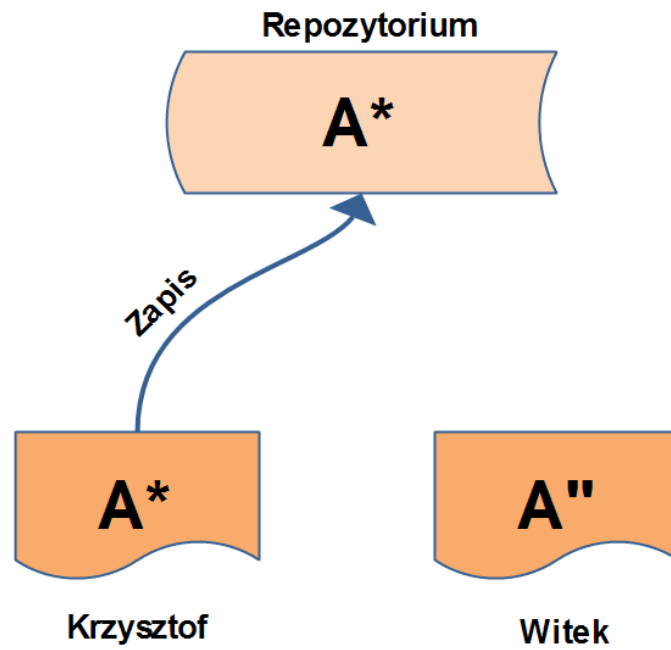 Repozytorium
A*
Zapis
A*
A"
Krzysztof
Witek